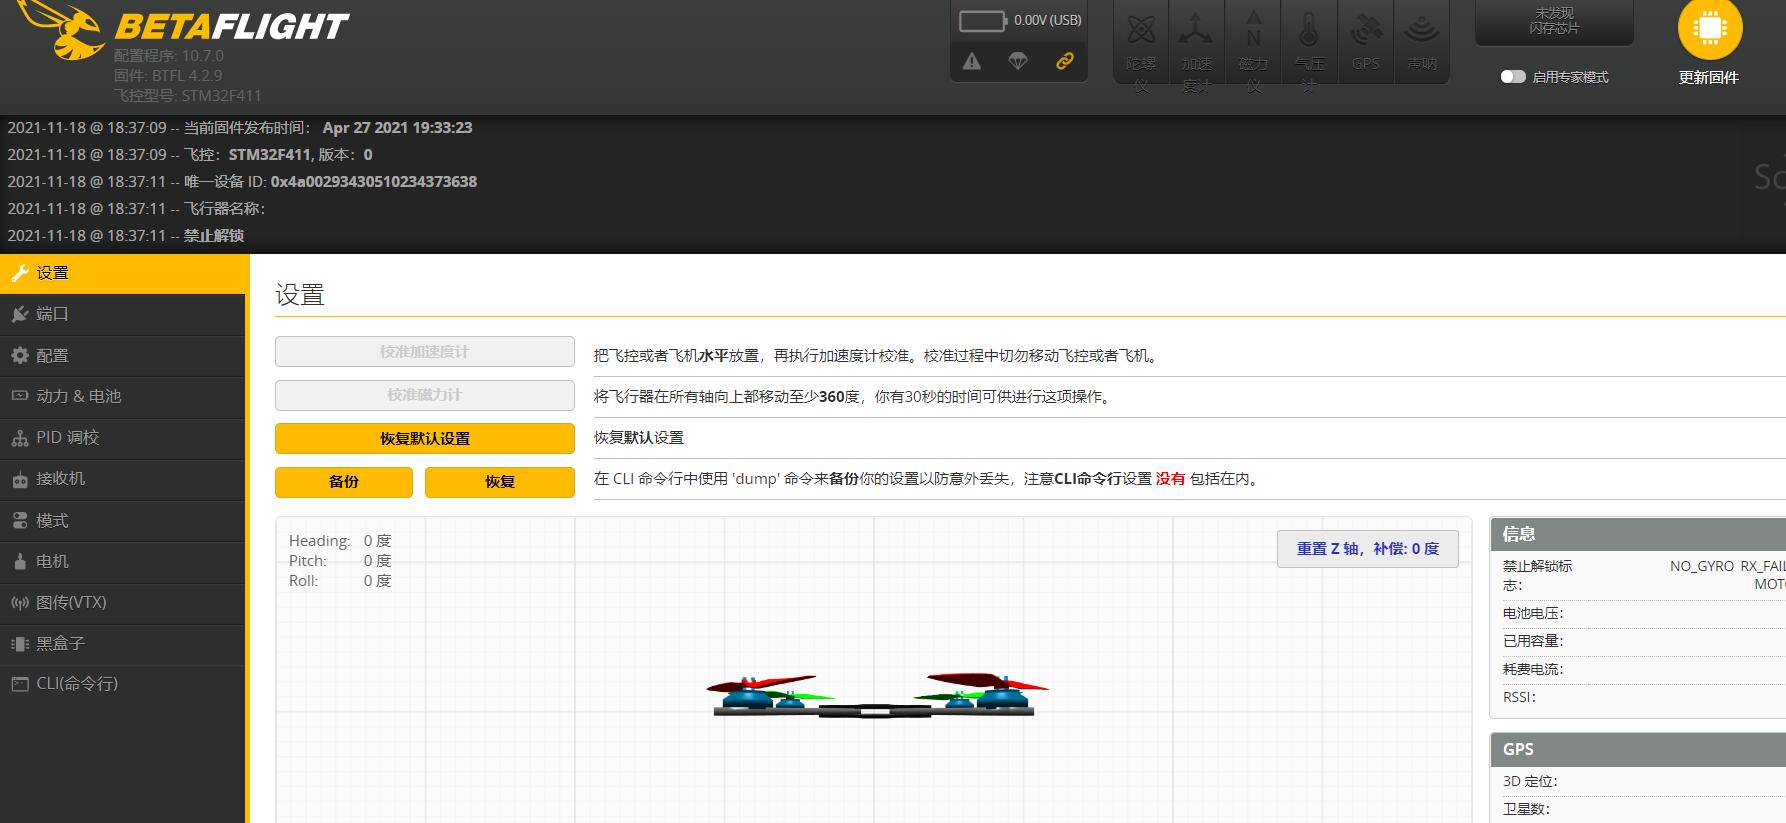 BETAFLIGHT
配置程序: 10.7.0
固件: BTFL 4.2.9
飞控型号: STM32F411
0.00V (USB)
陀螺仪
加速度计
N
磁力仪
气压计
GPS
声呐
未发现
闪存芯片
启用专家模式
更新固件
2021-11-18 @ 18:37:09 -- 当前固件发布时间： Apr 27 2021 19:33:23
2021-11-18 @ 18:37:09 -- 飞控：STM32F411, 版本：0
2021-11-18 @ 18:37:11 -- 唯一设备 ID: 0x4a00293430510234373638
2021-11-18 @ 18:37:11 -- 飞行器名称：
2021-11-18 @ 18:37:11 -- 禁止解锁
设置
端口
配置
动力 & 电池
PID 调校
接收机
模式
电机
图传(VTX)
黑盒子
CLI(命令行)
设置
校准加速度计
把飞控或者飞机水平放置，再执行加速度计校准。校准过程中切勿移动飞控或者飞机。
校准磁力计
将飞行器在所有轴向上都移动至少360度，你有30秒的时间可供进行这项操作。
恢复默认设置
恢复默认设置
备份
恢复
在 CLI 命令行中使用 'dump' 命令来备份你的设置以防意外丢失，注意CLI命令行设置 没有 包括在内。
Heading: 0 度
Pitch: 0 度
Roll: 0 度
重置 Z 轴，补偿: 0 度
信息
禁止解锁标志：
NO_GYRO RX_FAIL
MOT
电池电压：
已用容量：
耗费电流：
RSSI：
GPS
3D 定位：
卫星数：